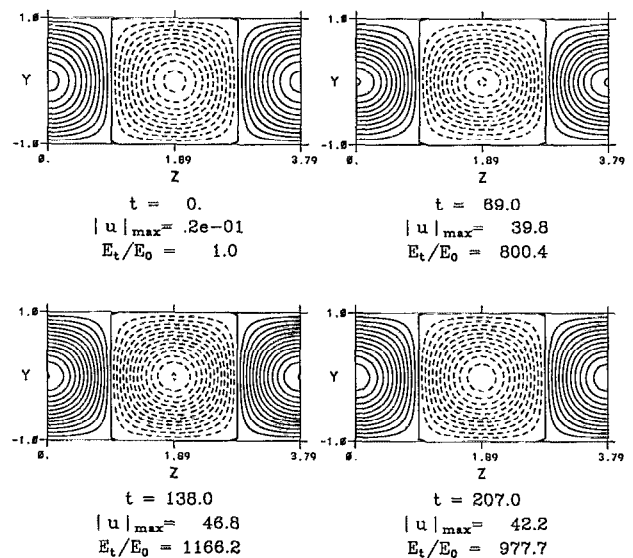 1.0
Y
-1.0
0. 1.89 3.79
Z
t = 0.
| u |max= .2e-01
Et/E0 = 1.0
1.0
Y
-1.0
0. 1.89 3.79
Z
t = 69.0
| u |max= 39.8
Et/E0 = 800.4
1.0
Y
-1.0
0. 1.89 3.79
Z
t = 138.0
| u |max= 46.8
Et/E0 = 1166.2
1.0
Y
-1.0
0. 1.89 3.79
Z
t = 207.0
| u |max= 42.2
Et/E0 = 977.7